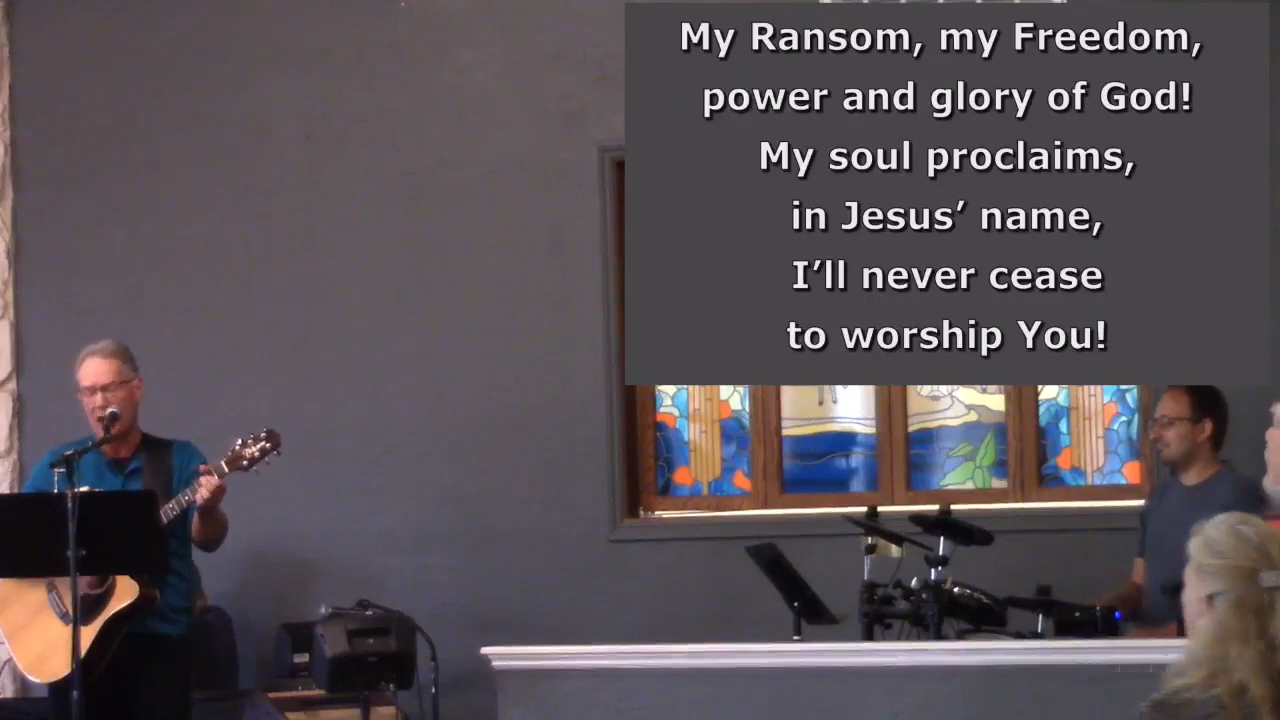 My Ransom, my Freedom,
power and glory of God!
My soul proclaims,
in Jesus’ name,
I’ll never cease
to worship You!